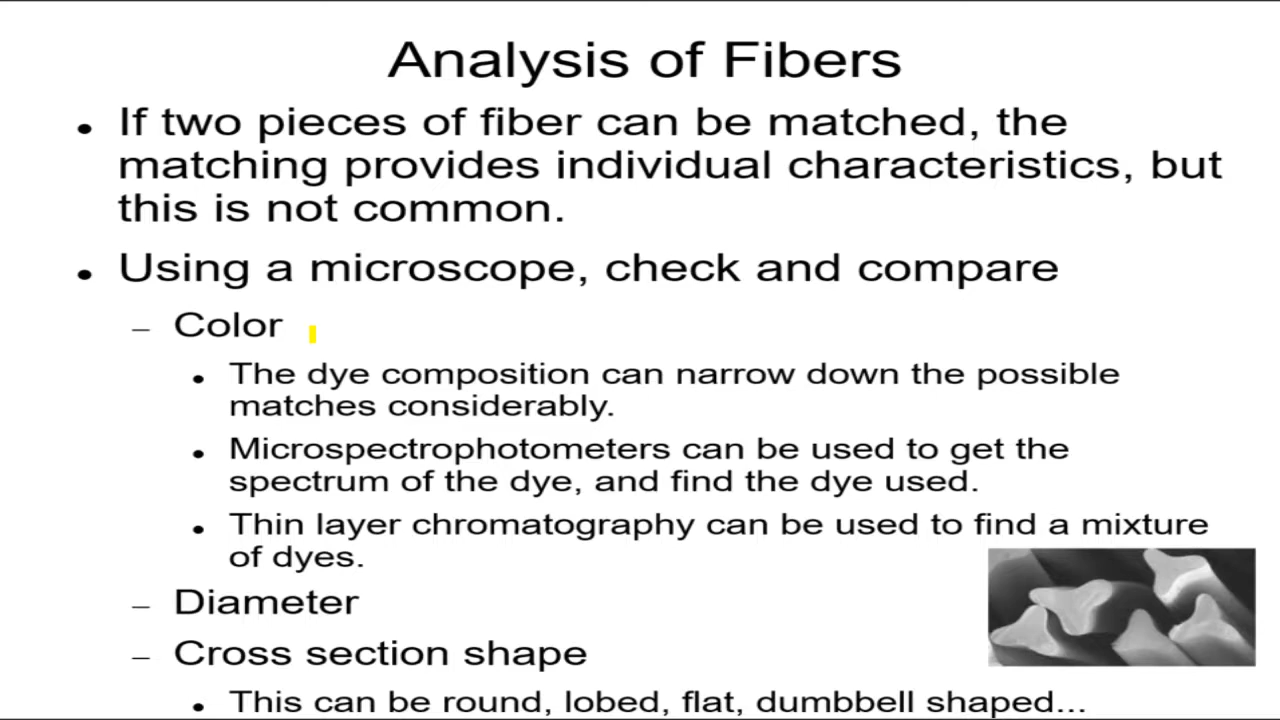 Analysis of Fibers
• If two pieces of fiber can be matched, the
matching provides individual characteristics, but
this is not common.
• Using a microscope, check and compare
– Color
• The dye composition can narrow down the possible
matches considerably.
• Microspectrophotometers can be used to get the
spectrum of the dye, and find the dye used.
• Thin layer chromatography can be used to find a mixture
of dyes.
– Diameter
– Cross section shape
• This can be round, lobed, flat, dumbbell shaped...